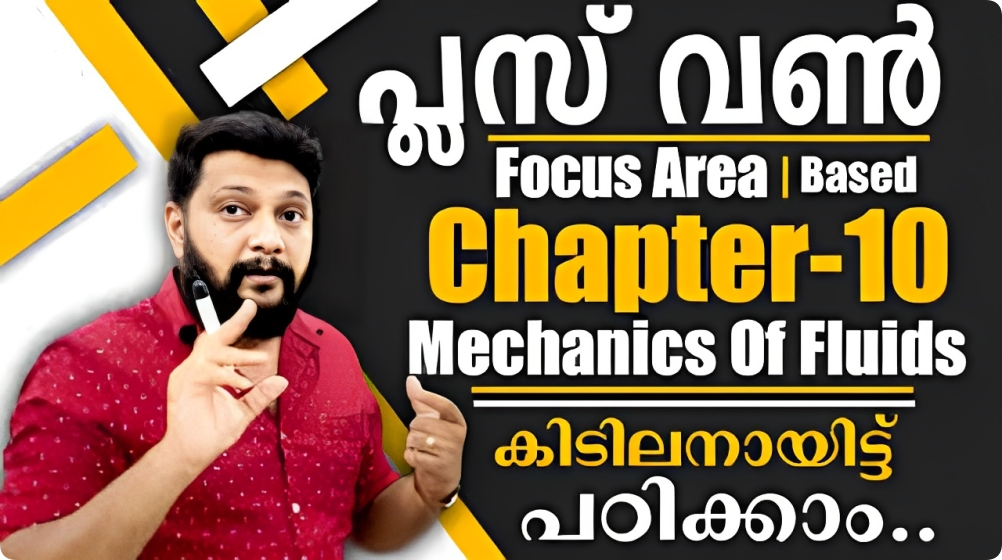 പ്ലസ് വൺ
Focus Area | Based
Chapter-10
Mechanics Of Fluids
കിടിലനായിട്ട്
പഠിക്കാം..